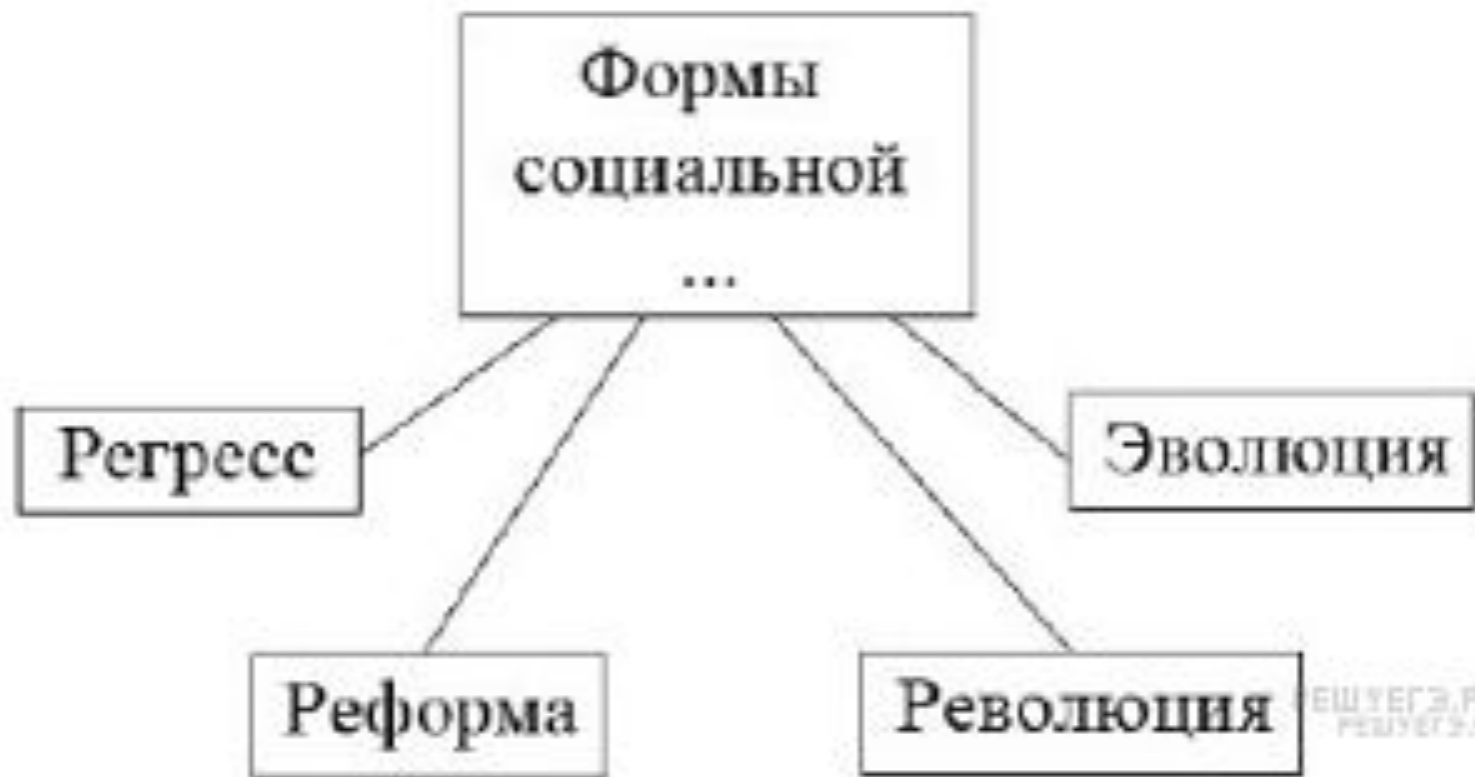 Формы
социальной
...
Регресс
Эволюция
Реформа
Революция